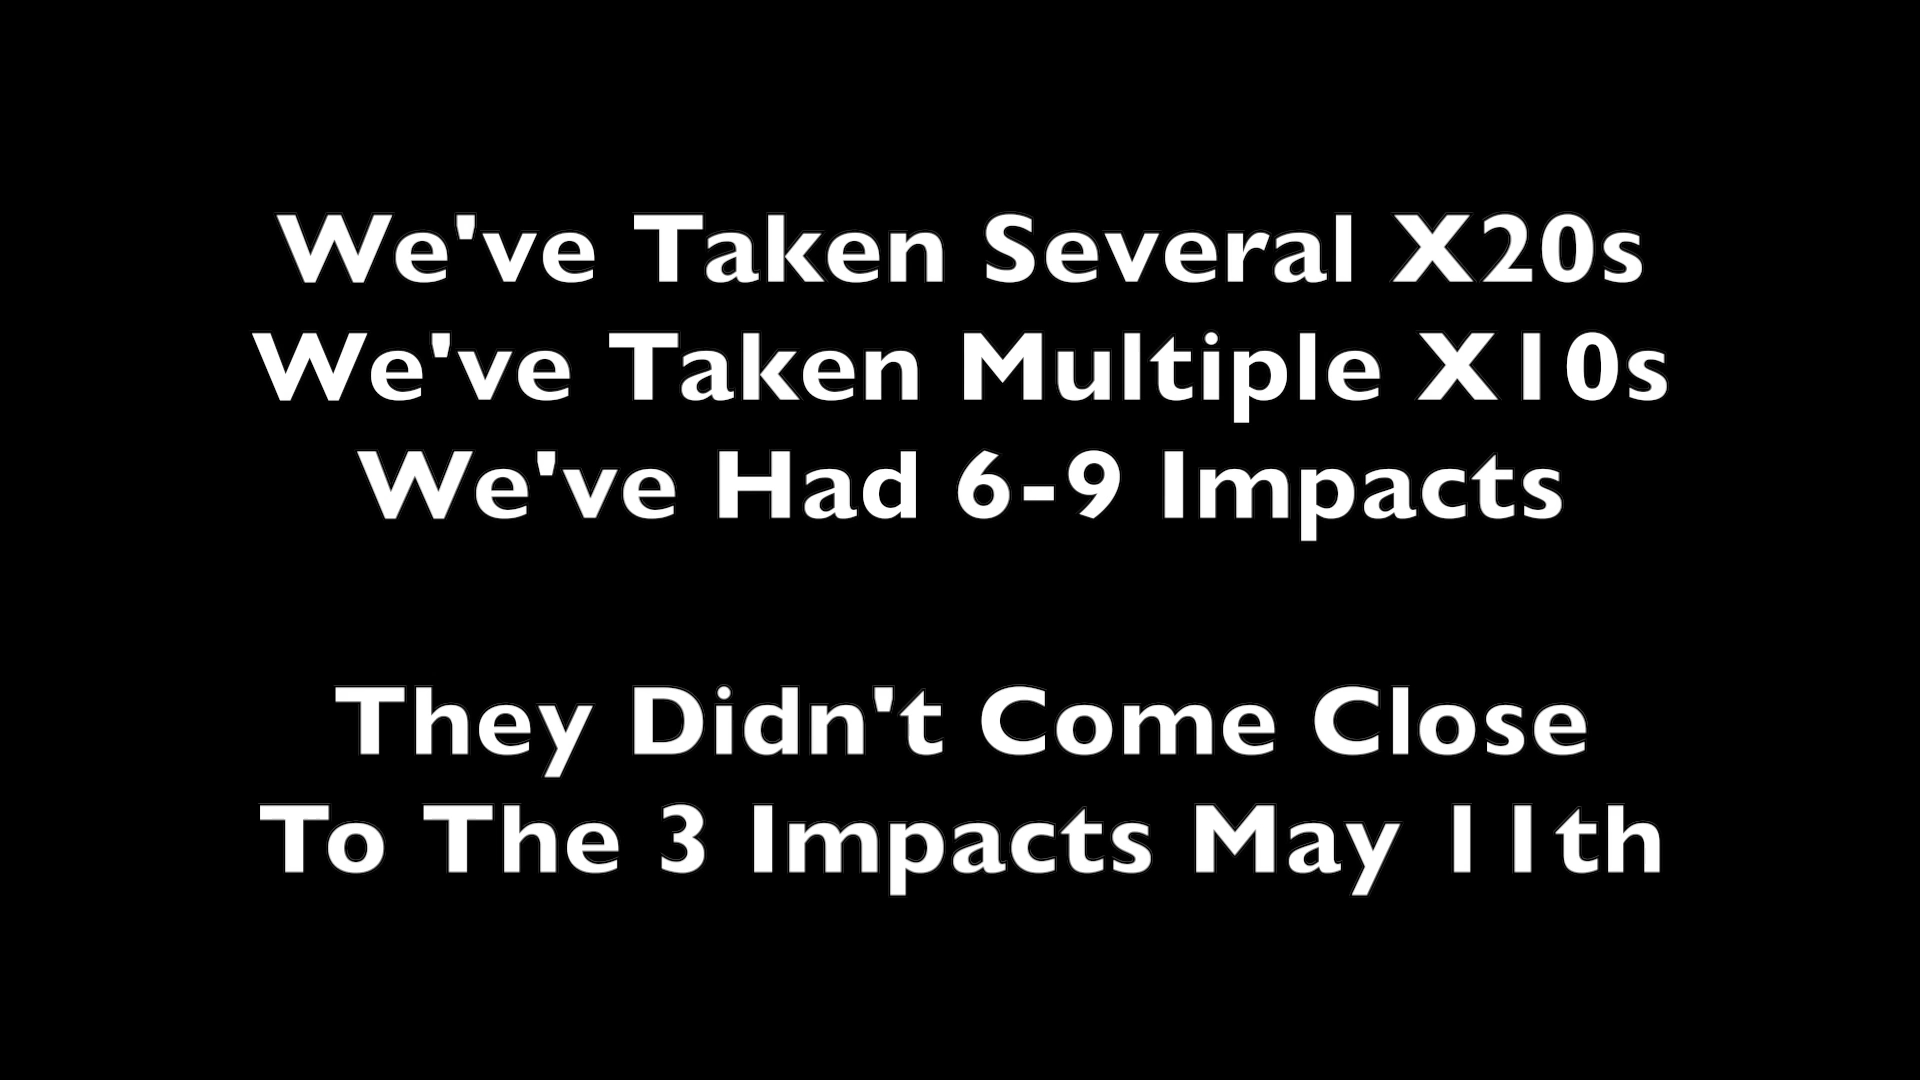 We've Taken Several X20s
We've Taken Multiple X10s
We've Had 6-9 Impacts
They Didn't Come Close
To The 3 Impacts May 11th